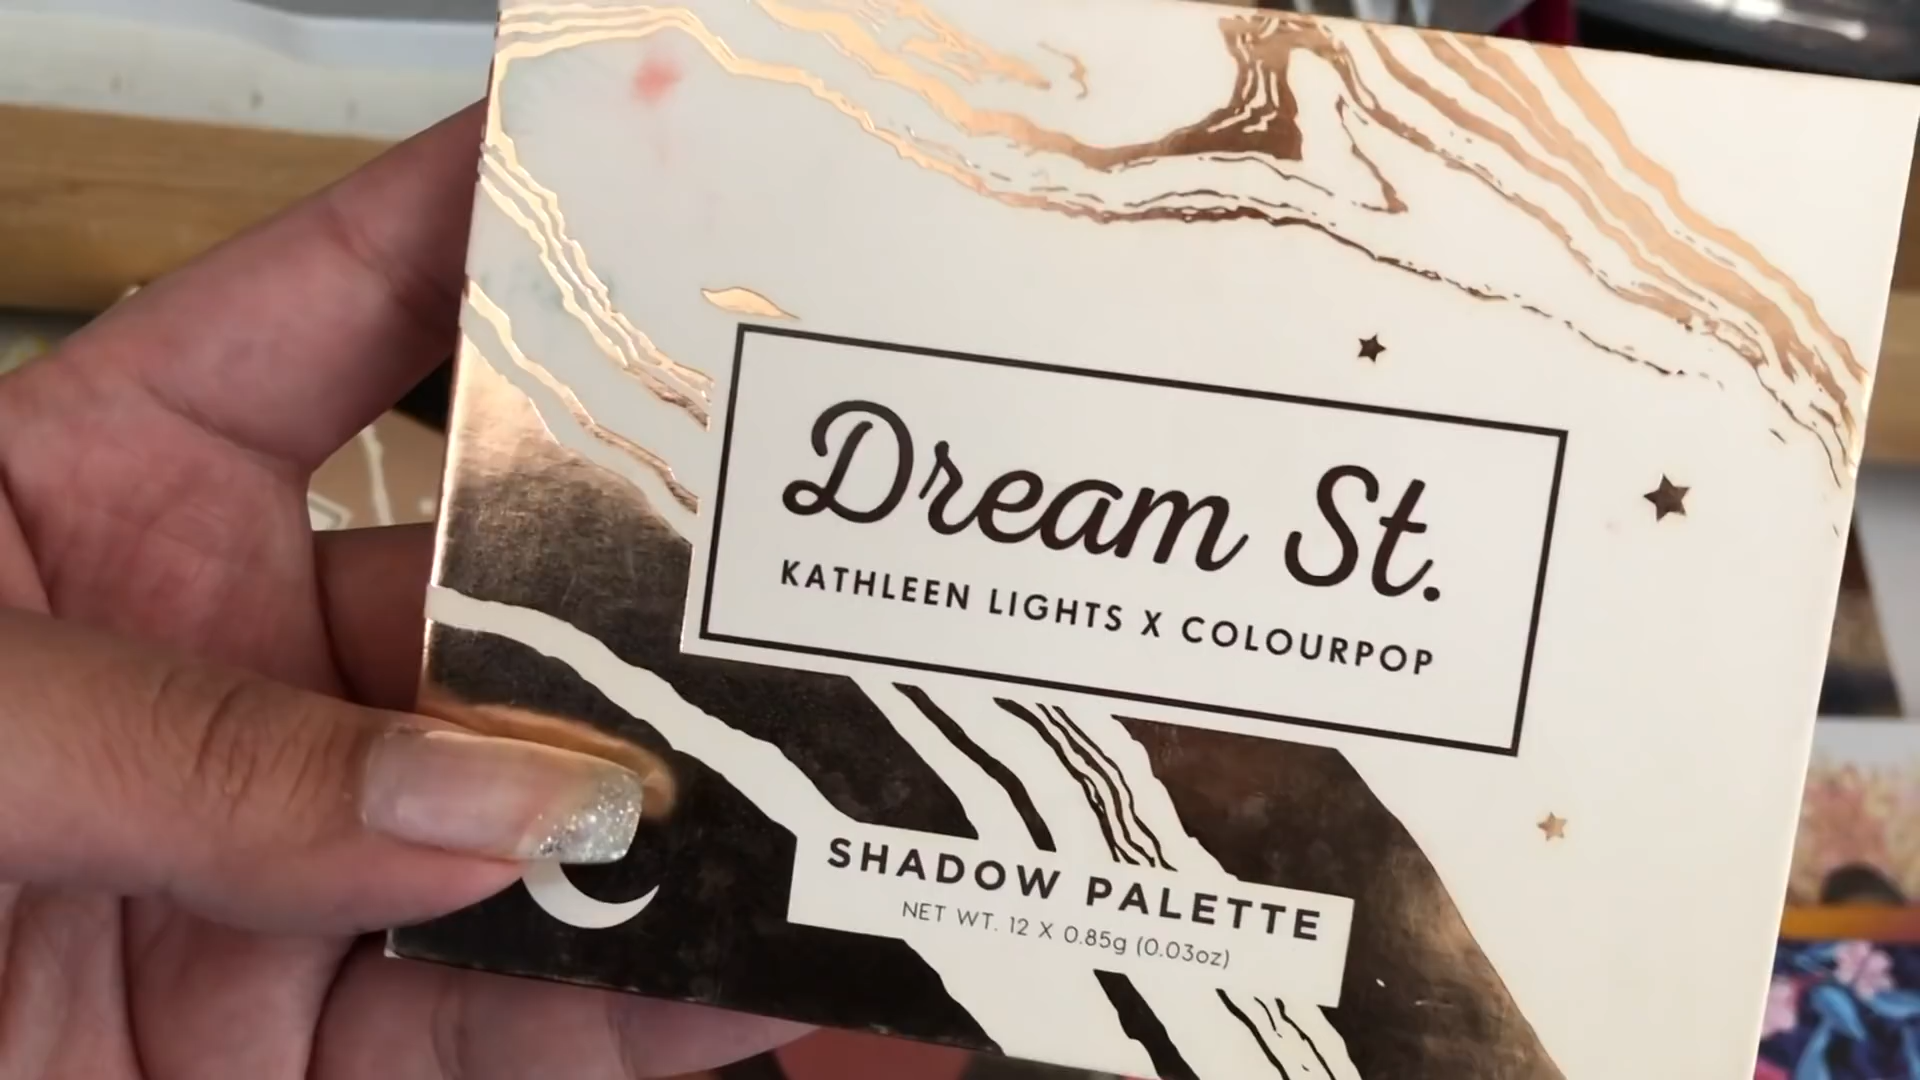 Dream St.
KATHLEEN LIGHTS X COLOURPOP
SHADOW PALETTE
NET WT. 12 X 0.85g (0.03oz)